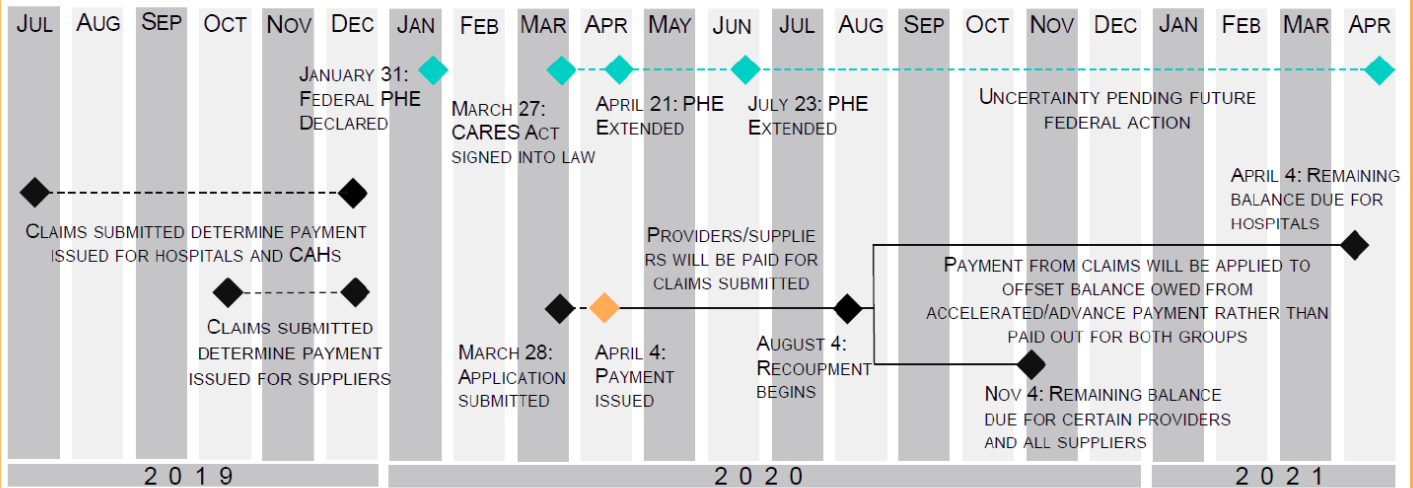 JUL AUG SEP OCT NOV DEC JAN FEB MAR APR MAY JUN JUL AUG SEP OCT NOV DEC JAN FEB MAR APR
JANUARY 31:
FEDERAL PHE
DECLARED
MARCH 27:
CARES ACT
SIGNED INTO LAW
APRIL 21: PHE
EXTENDED
JULY 23: PHE
EXTENDED
UNCERTAINTY PENDING FUTURE
FEDERAL ACTION
CLAIMS SUBMITTED DETERMINE PAYMENT
ISSUED FOR HOSPITALS AND CAHS
CLAIMS SUBMITTED
DETERMINE PAYMENT
ISSUED FOR SUPPLIERS
MARCH 28:
APPLICATION
SUBMITTED
APRIL 4:
PAYMENT
ISSUED
PROVIDERS/SUPPLIE
RS WILL BE PAID FOR
CLAIMS SUBMITTED
AUGUST 4:
RECOUPMENT
BEGINS
APRIL 4: REMAINING
BALANCE DUE FOR
HOSPITALS
PAYMENT FROM CLAIMS WILL BE APPLIED TO
OFFSET BALANCE OWED FROM
ACCELERATED/ADVANCE PAYMENT RATHER THAN
PAID OUT FOR BOTH GROUPS
NOV 4: REMAINING BALANCE
DUE FOR CERTAIN PROVIDERS
AND ALL SUPPLIERS
2019 2020 2021